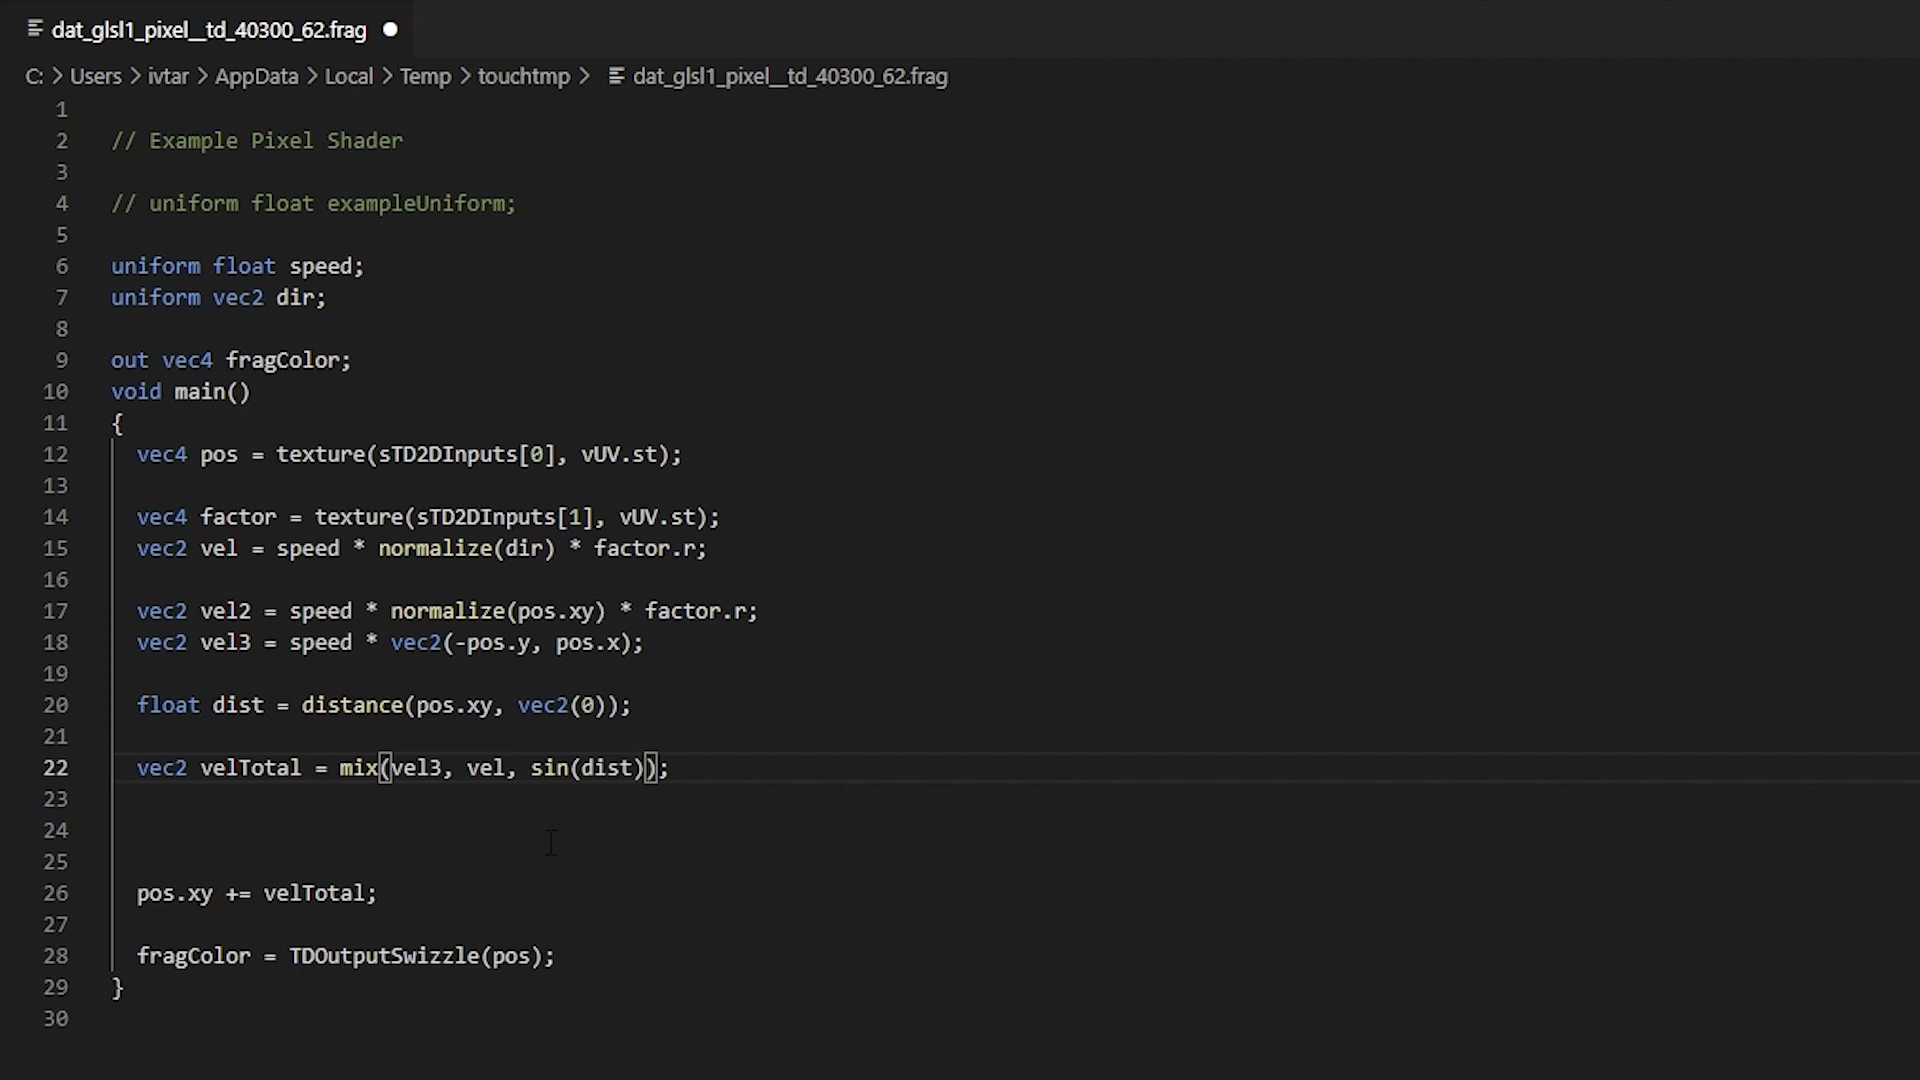 dat_glsl1_pixel__td_40300_62.frag
C: > Users > ivtar > AppData > Local > Temp > touchtmp > dat_glsl1_pixel__td_40300_62.frag
1
2 // Example Pixel Shader
3
4 // uniform float exampleUniform;
5
6 uniform float speed;
7 uniform vec2 dir;
8
9 out vec4 fragColor;
10 void main()
11 {
12 vec4 pos = texture(sTD2DInputs[0], vUV.st);
13
14 vec4 factor = texture(sTD2DInputs[1], vUV.st);
15 vec2 vel = speed * normalize(dir) * factor.r;
16
17 vec2 vel2 = speed * normalize(pos.xy) * factor.r;
18 vec2 vel3 = speed * vec2(-pos.y, pos.x);
19
20 float dist = distance(pos.xy, vec2(0));
21
22 vec2 velTotal = mix(vel3, vel, sin(dist));
23
24
25
26 pos.xy += velTotal;
27
28 fragColor = TDOutputSwizzle(pos);
29 }
30